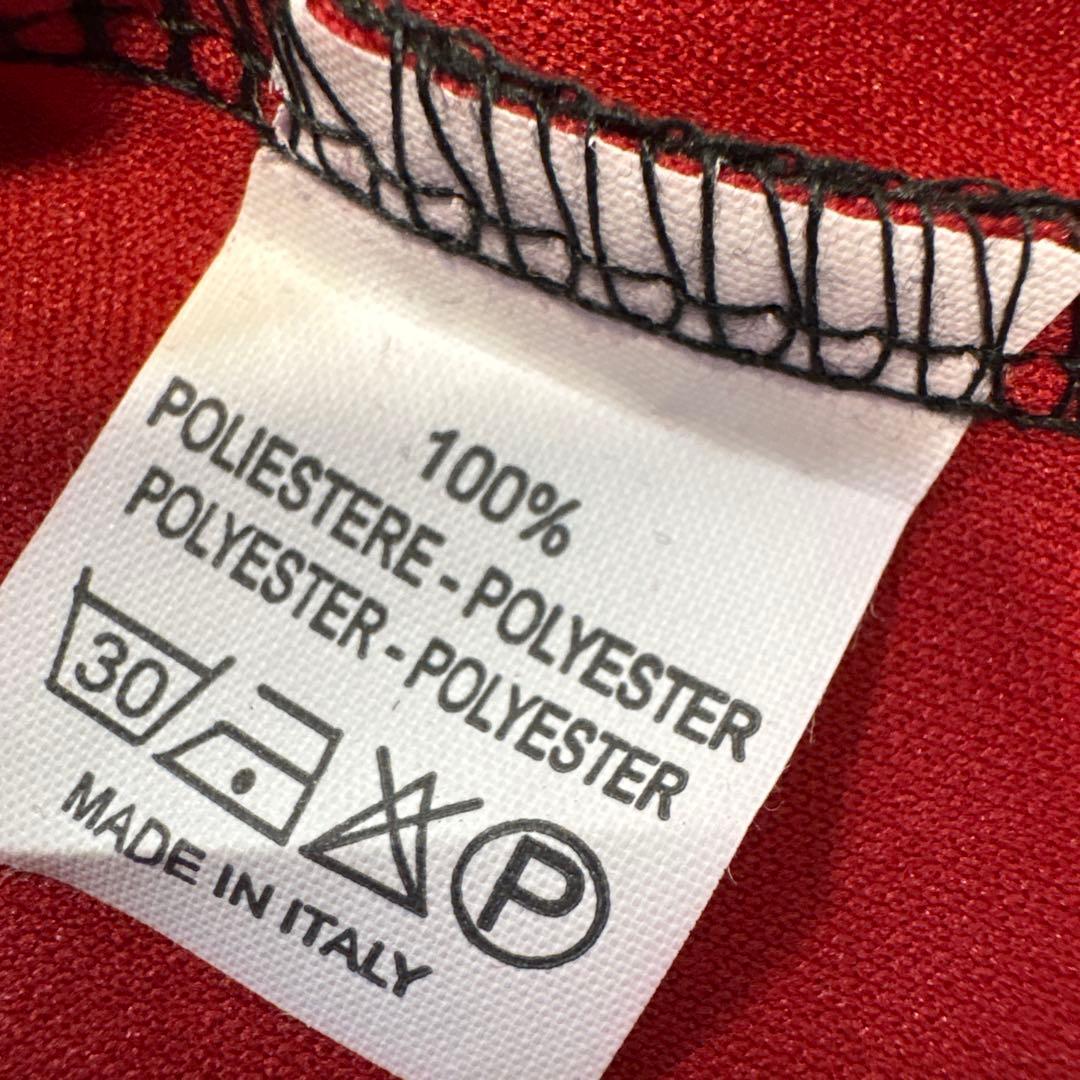 100%
POLIESTERE - POLYESTER
POLYESTER - POLYESTER
30
P
MADE IN ITALY